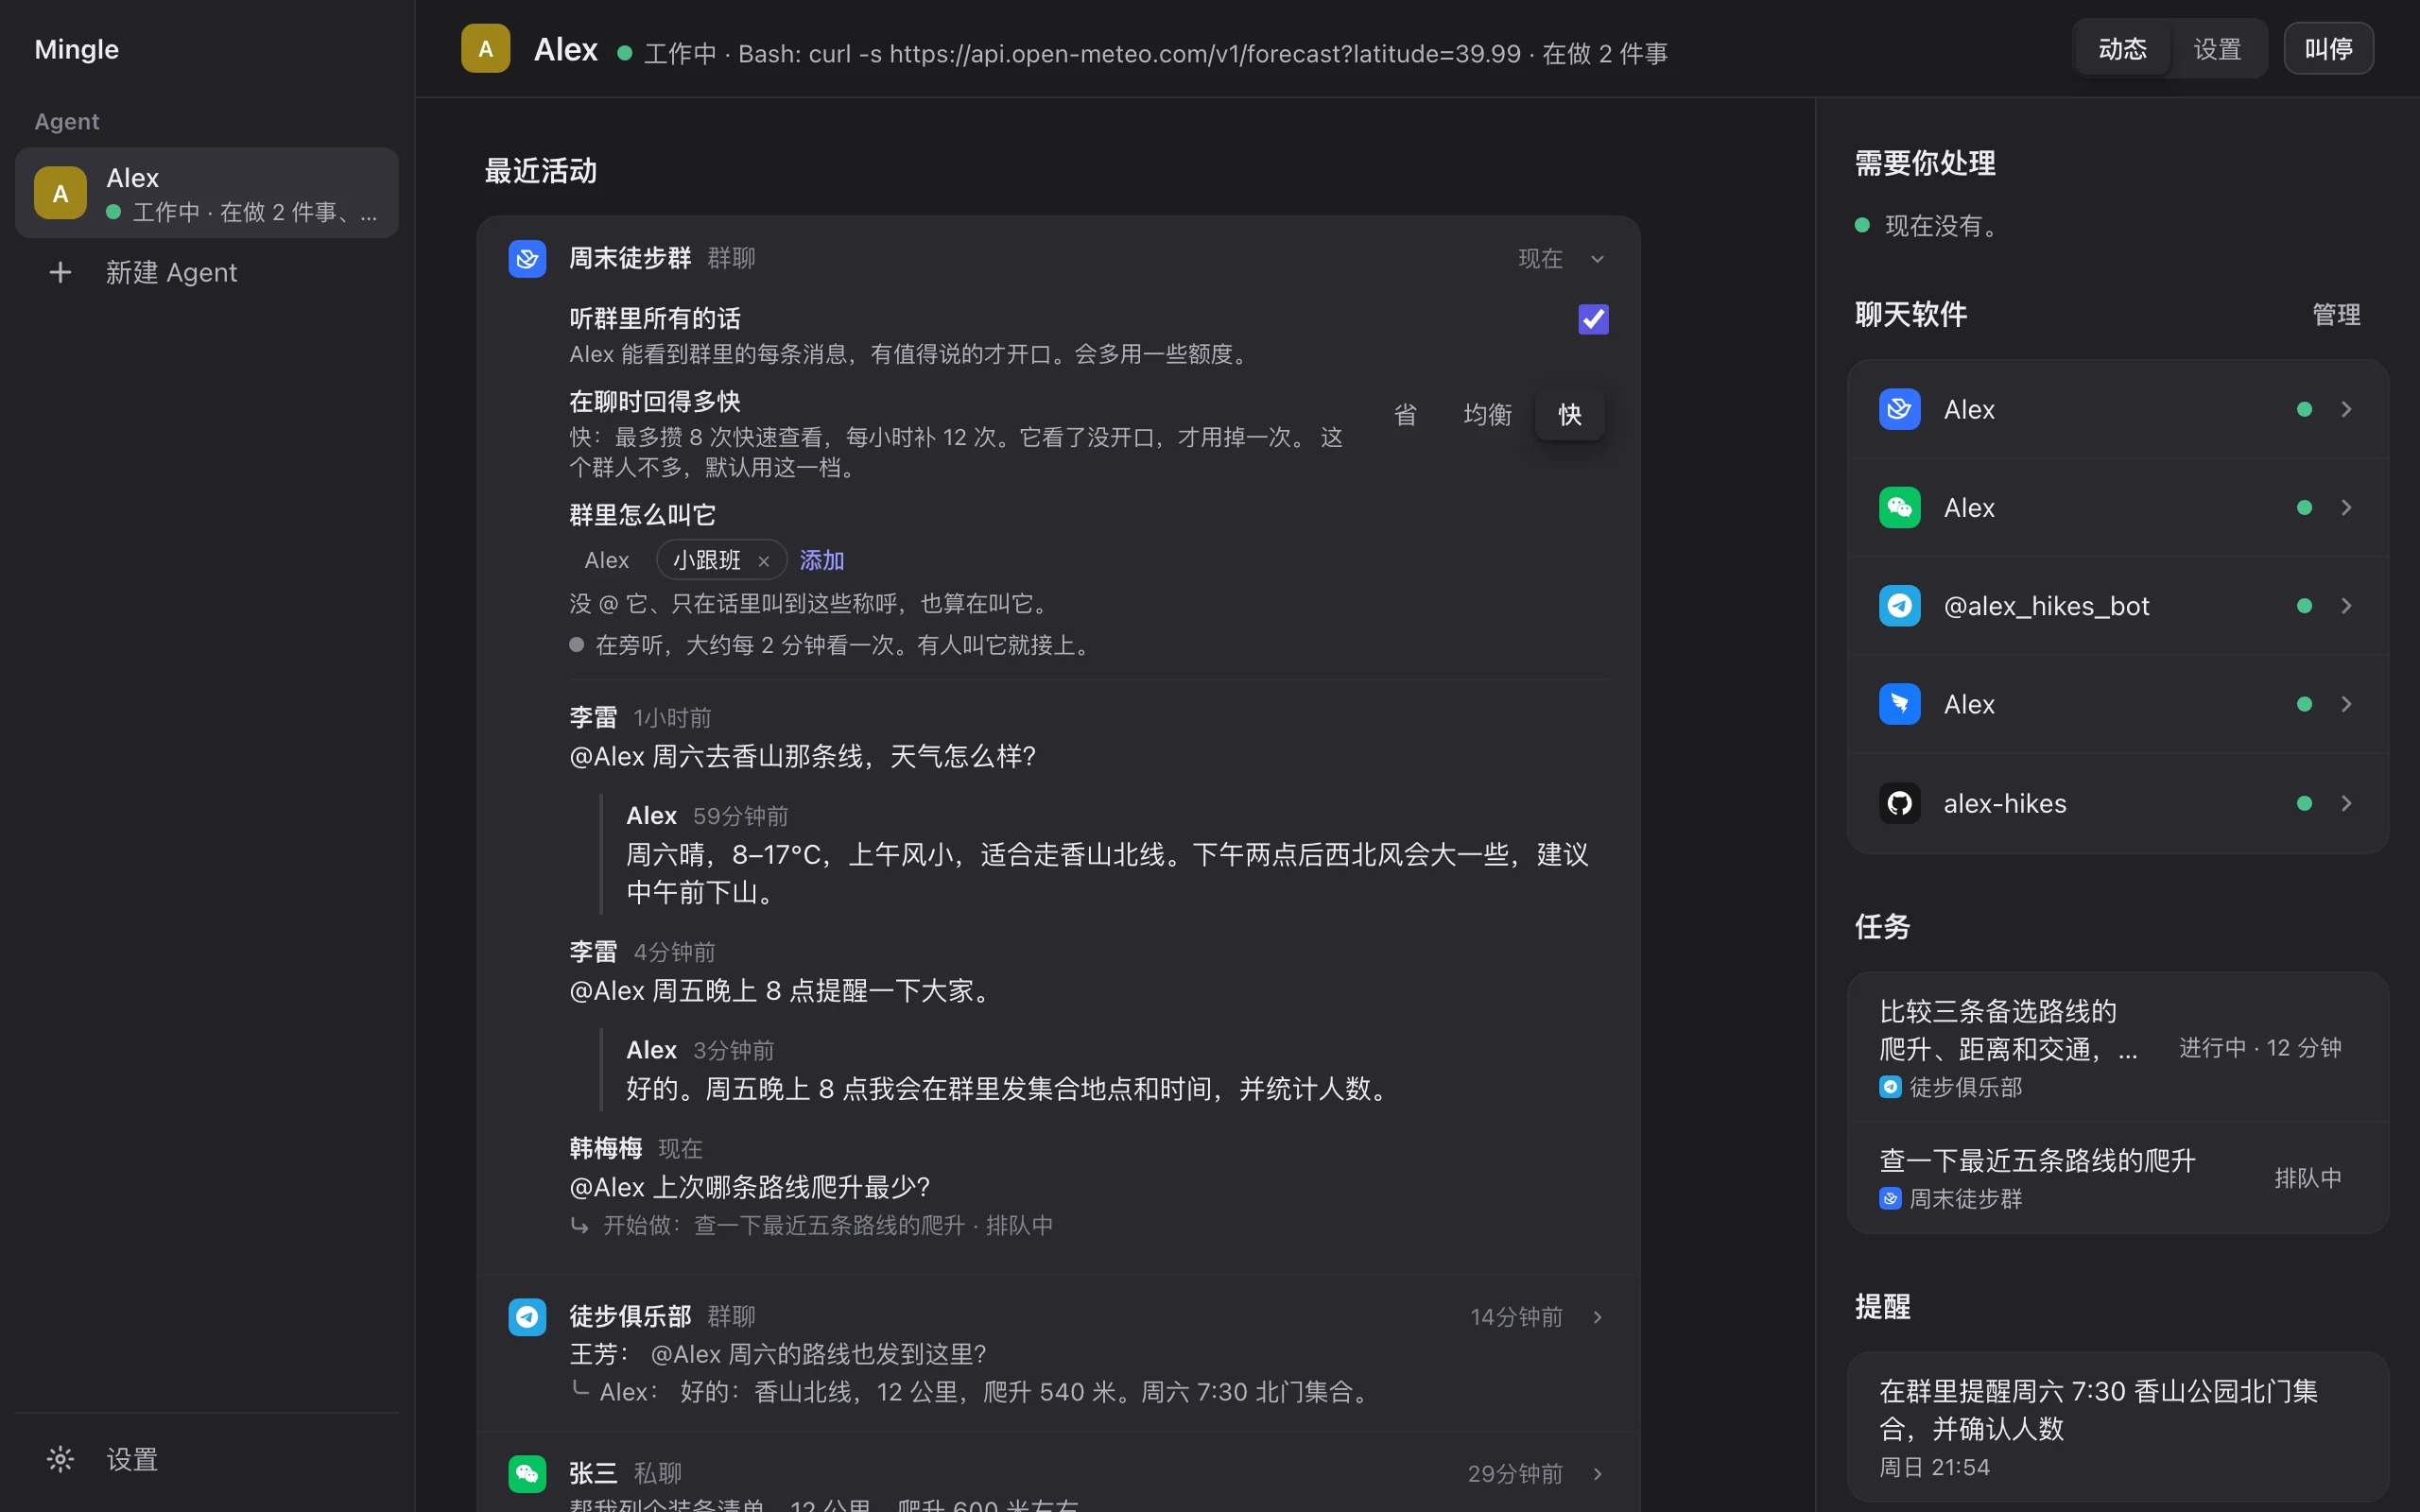 Mingle
Agent
A
Alex
工作中 · 在做 2 件事、...
新建 Agent
设置
A
Alex
工作中 · Bash: curl -s https://api.open-meteo.com/v1/forecast?latitude=39.99 · 在做 2 件事
动态
设置
叫停
最近活动
周末徒步群 群聊
现在
听群里所有的话
Alex 能看到群里的每条消息，有值得说的才开口。会多用一些额度。
在聊时回得多快
快：最多攒 8 次快速查看，每小时补 12 次。它看了没开口，才用掉一次。 这
个群人不多，默认用这一档。
省
均衡
快
群里怎么叫它
Alex
小跟班 ×
添加
没 @ 它、只在话里叫到这些称呼，也算在叫它。
在旁听，大约每 2 分钟看一次。有人叫它就接上。
李雷 1小时前
@Alex 周六去香山那条线，天气怎么样？
Alex 59分钟前
周六晴，8–17°C，上午风小，适合走香山北线。下午两点后西北风会大一些，建议
中午前下山。
李雷 4分钟前
@Alex 周五晚上 8 点提醒一下大家。
Alex 3分钟前
好的。周五晚上 8 点我会在群里发集合地点和时间，并统计人数。
韩梅梅 现在
@Alex 上次哪条路线爬升最少？
开始做：查一下最近五条路线的爬升 · 排队中
徒步俱乐部 群聊
14分钟前
王芳： @Alex 周六的路线也发到这里？
Alex： 好的：香山北线，12 公里，爬升 540 米。周六 7:30 北门集合。
张三 私聊
29分钟前
帮我列个装备清单，12 公里，爬升 600 米左右
需要你处理
现在没有。
聊天软件
管理
Alex
Alex
@alex_hikes_bot
Alex
alex-hikes
任务
比较三条备选路线的
爬升、距离和交通，...
进行中 · 12 分钟
徒步俱乐部
查一下最近五条路线的爬升
排队中
周末徒步群
提醒
在群里提醒周六 7:30 香山公园北门集
合，并确认人数
周日 21:54